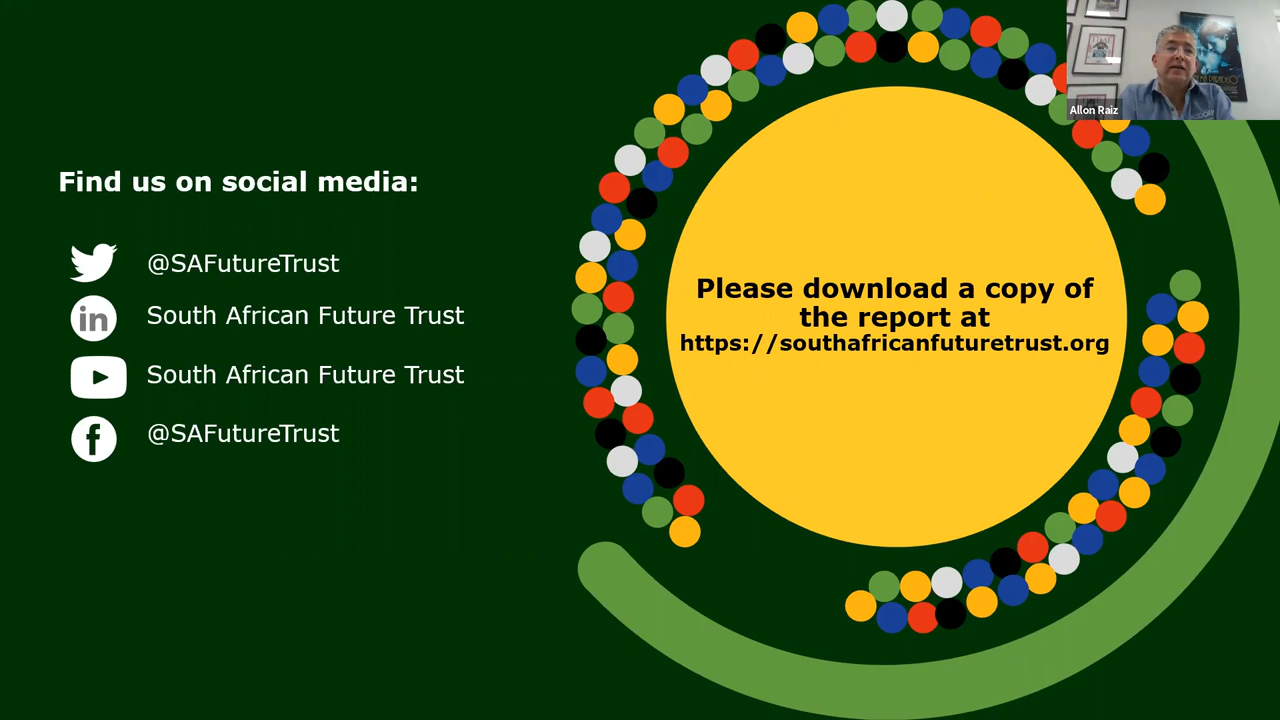 Find us on social media:
@SAFutureTrust
South African Future Trust
South African Future Trust
@SAFutureTrust
Please download a copy of
the report at
https://southafricanfuturetrust.org
Allon Raiz